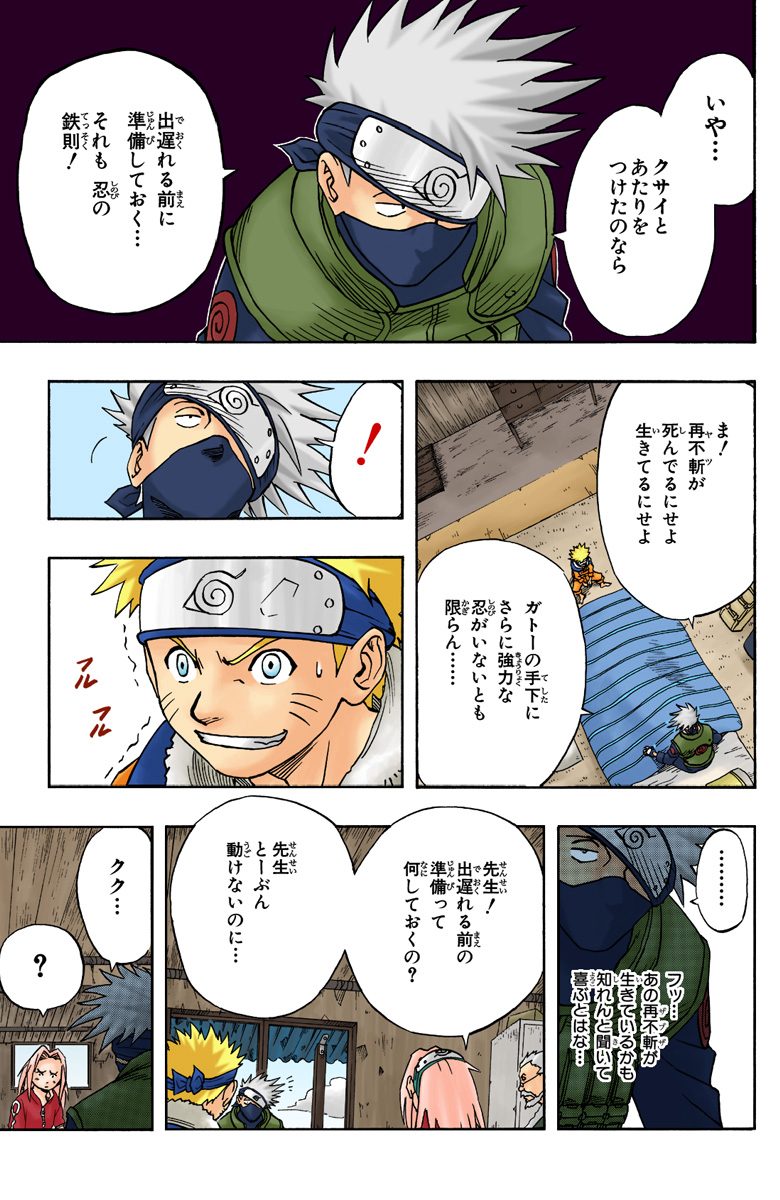 いや…
クサイと
あたりを
つけたのなら
出遅れる前に
準備しておく…
それも 忍の
鉄則!
ま!
再不斬が
死んでるにせよ
生きてるにせよ
ガトーの手下に
さらに強力な
忍がいないとも
限らん……
!
フル
フル
………
フッ…
あの再不斬が
生きているかも
知れんと聞いて
喜ぶとはな…
先生!
出遅れる前の
準備って
何しておくの?
先生
とーぶん
動けないのに…
クク…
?